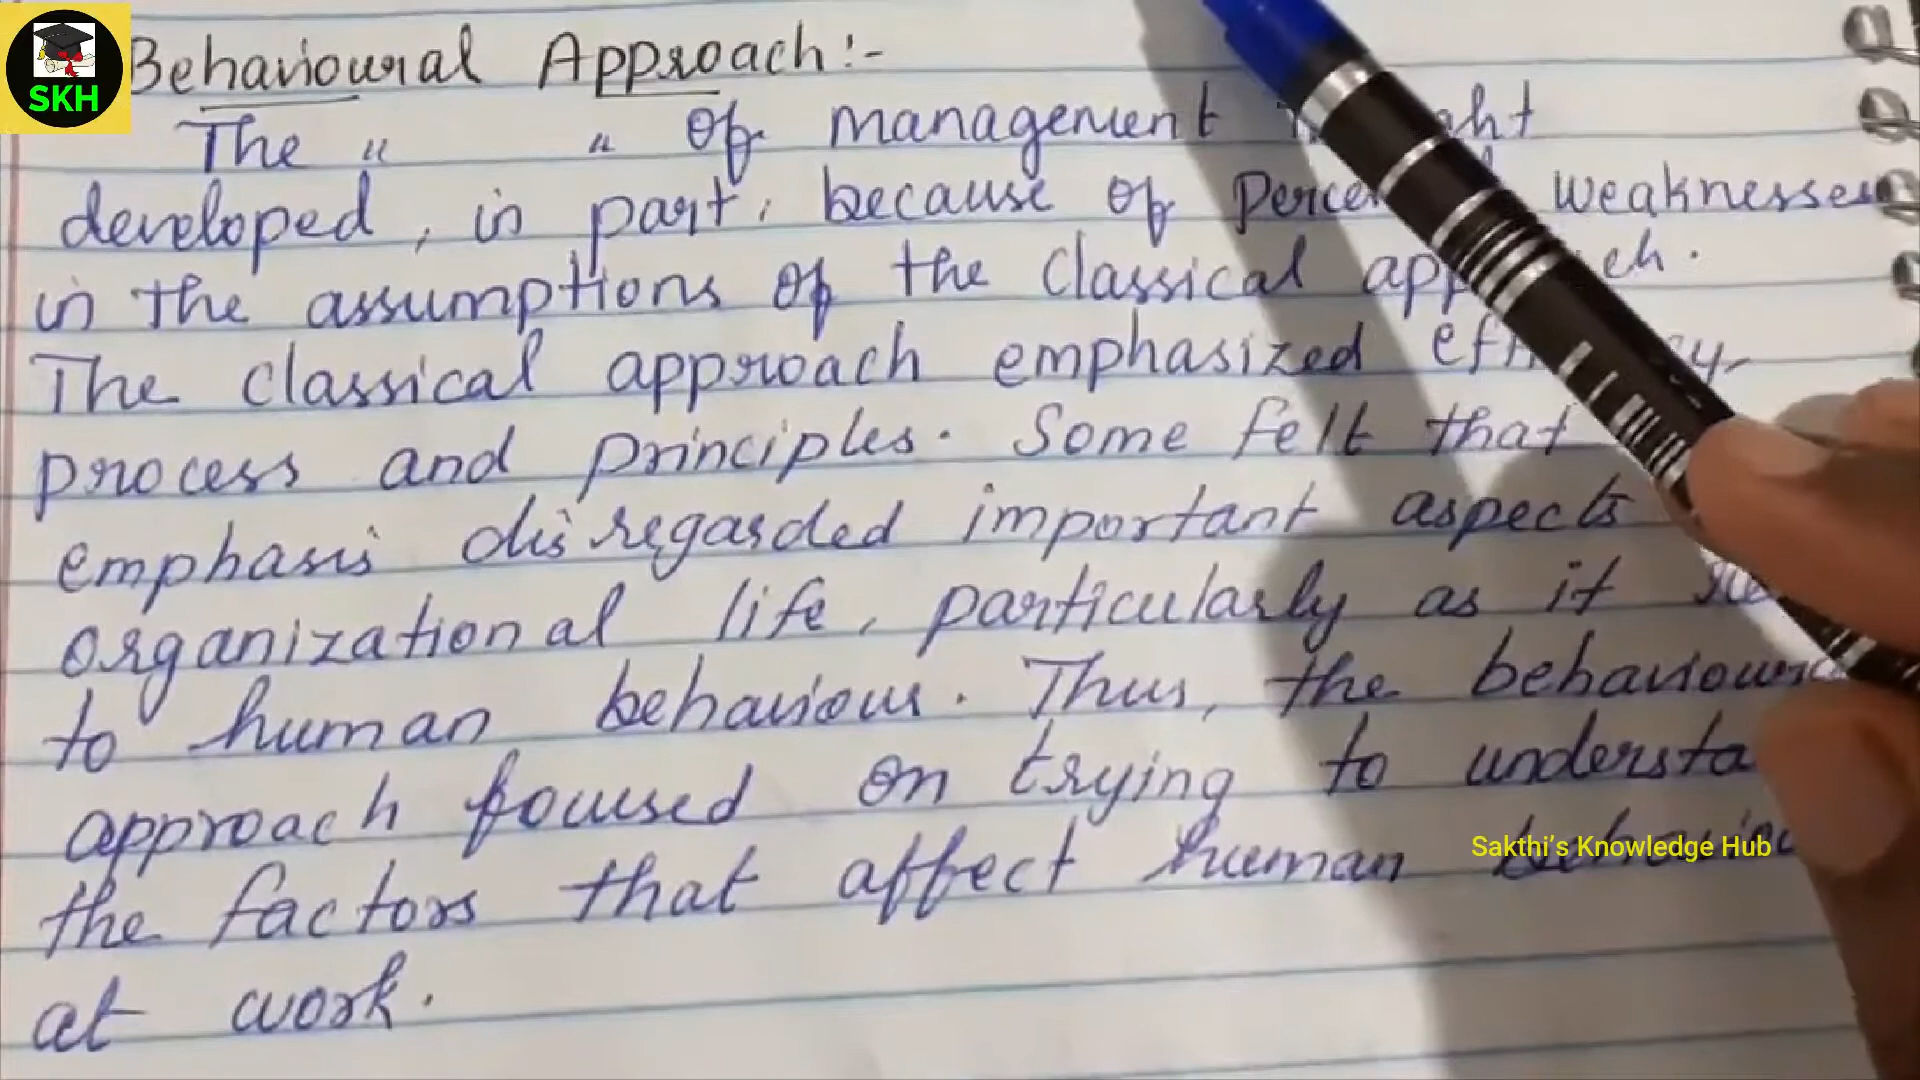 SKH
Behavioural Approach:-
The " " of management
developed, in part, because of weaknesses
in the assumptions of the classical
The classical approach emphasized
process and principles. Some felt that
emphasis disregarded important aspects
organizational life, particularly as it
to human behaviour. Thus, the behavioural
approach focused on trying to
the factors that affect human
Sakthi's Knowledge Hub
at work.